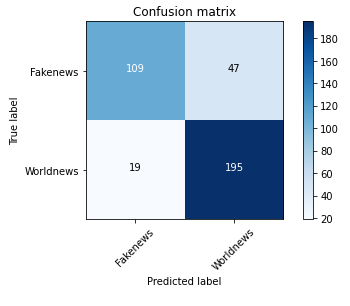 Confusion matrix
True label
Fakenews
109
47
Worldnews
19
195
Fakenews
Worldnews
Predicted label
180
160
140
120
100
80
60
40
20